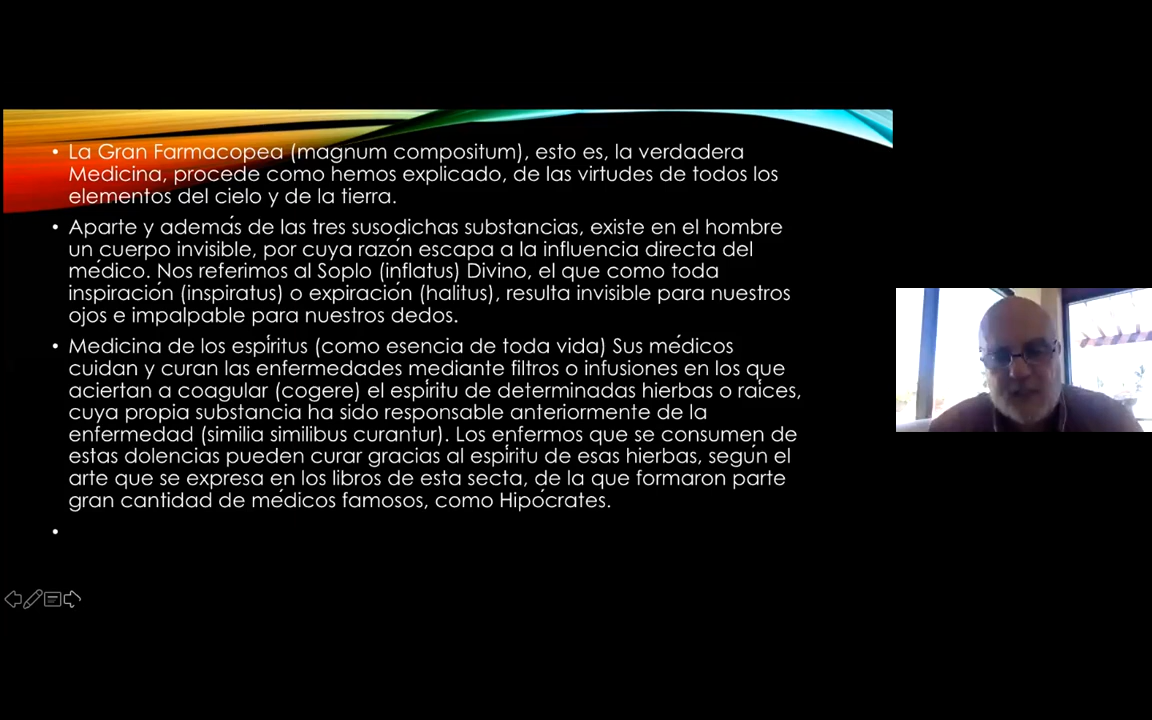 • La Gran Farmacopea (magnum compositum), esto es, la verdadera
Medicina, procede como hemos explicado, de las virtudes de todos los
elementos del cielo y de la tierra.
• Aparte y además de las tres susodichas substancias, existe en el hombre
un cuerpo invisible, por cuya razón escapa a la influencia directa del
médico. Nos referimos al Soplo (inflatus) Divino, el que como toda
inspiración (inspiratus) o expiración (halitus), resulta invisible para nuestros
ojos e impalpable para nuestros dedos.
• Medicina de los espíritus (como esencia de toda vida) Sus médicos
cuidan y curan las enfermedades mediante filtros o infusiones en los que
aciertan a coagular (cogere) el espíritu de determinadas hierbas o raíces,
cuya propia substancia ha sido responsable anteriormente de la
enfermedad (similia similibus curantur). Los enfermos que se consumen de
estas dolencias pueden curar gracias al espíritu de esas hierbas, según el
arte que se expresa en los libros de esta secta, de la que formaron parte
gran cantidad de médicos famosos, como Hipócrates.
•